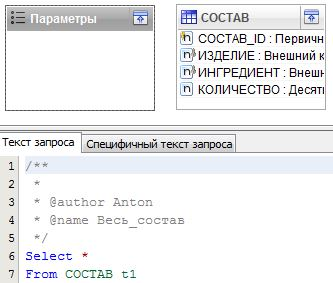 Параметры
СОСТАВ
СОСТАВ_ID : Первичн
ИЗДЕЛИЕ : Внешний к
ИНГРЕДИЕНТ : Внешн
КОЛИЧЕСТВО : Десяти
Текст запроса Специфичный текст запроса
1 /**
2 *
3 * @author Anton
4 * @name Весь_состав
5 */
6 Select *
7 From СОСТАВ t1